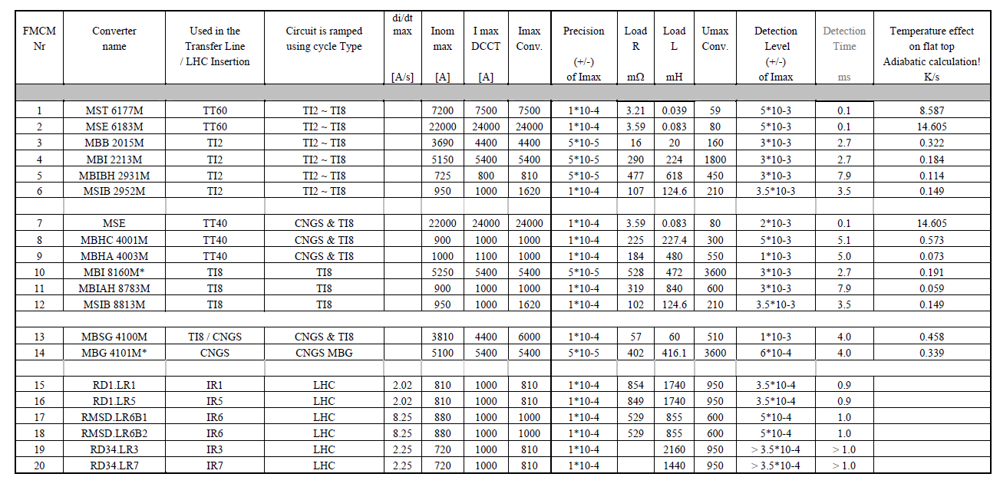 FMCM Nr | Converter name | Used in the Transfer Line / LHC Insertion | Circuit is ramped using cycle Type | di/dt max [A/s] | Inom max [A] | I max DCCT [A] | Imax Conv. | Precision (+/-) of Imax | Load R mΩ | Load L mH | Umax Conv. | Detection Level (+/-) of Imax | Detection Time ms | Temperature effect on flat top Adiabatic calculation! K/s
1 | MST 6177M | TT60 | TI2 ~ TI8 | | 7200 | 7500 | 7500 | 1*10-4 | 3.21 | 0.039 | 59 | 5*10-3 | 0.1 | 8.587
2 | MSE 6183M | TT60 | TI2 ~ TI8 | | 22000 | 24000 | 24000 | 1*10-4 | 3.59 | 0.083 | 80 | 5*10-3 | 0.1 | 14.605
3 | MBB 2015M | TI2 | TI2 ~ TI8 | | 3690 | 4400 | 4400 | 5*10-5 | 16 | 20 | 160 | 3*10-3 | 2.7 | 0.322
4 | MBI 2213M | TI2 | TI2 ~ TI8 | | 5150 | 5400 | 5400 | 5*10-5 | 290 | 224 | 1800 | 3*10-3 | 2.7 | 0.184
5 | MBIBH 2931M | TI2 | TI2 ~ TI8 | | 725 | 800 | 810 | 5*10-5 | 477 | 618 | 450 | 3*10-3 | 7.9 | 0.114
6 | MSIB 2952M | TI2 | TI2 ~ TI8 | | 950 | 1000 | 1620 | 1*10-4 | 107 | 124.6 | 210 | 3.5*10-3 | 3.5 | 0.149
7 | MSE | TT40 | CNGS & TI8 | | 22000 | 24000 | 24000 | 1*10-4 | 3.59 | 0.083 | 80 | 2*10-3 | 0.1 | 14.605
8 | MBHC 4001M | TT40 | CNGS & TI8 | | 900 | 1000 | 1000 | 1*10-4 | 225 | 227.4 | 300 | 5*10-3 | 5.1 | 0.573
9 | MBHA 4003M | TT40 | CNGS & TI8 | | 1000 | 1100 | 1000 | 1*10-4 | 184 | 480 | 550 | 1*10-3 | 5.0 | 0.073
10 | MBI 8160M* | TI8 | TI8 | | 5250 | 5400 | 5400 | 5*10-5 | 528 | 472 | 3600 | 3*10-3 | 2.7 | 0.191
11 | MBIAH 8783M | TI8 | TI8 | | 900 | 1000 | 1000 | 1*10-4 | 319 | 840 | 600 | 3*10-3 | 7.9 | 0.059
12 | MSIB 8813M | TI8 | TI8 | | 950 | 1000 | 1620 | 1*10-4 | 102 | 124.6 | 210 | 3.5*10-3 | 3.5 | 0.149
13 | MBSG 4100M | TI8 / CNGS | CNGS & TI8 | | 3810 | 4400 | 6000 | 1*10-4 | 57 | 60 | 510 | 1*10-3 | 4.0 | 0.458
14 | MBG 4101M* | CNGS | CNGS MBG | | 5100 | 5400 | 5400 | 5*10-5 | 402 | 416.1 | 3600 | 6*10-4 | 4.0 | 0.339
15 | RD1.LR1 | IR1 | LHC | 2.02 | 810 | 1000 | 810 | 1*10-4 | 854 | 1740 | 950 | 3.5*10-4 | 0.9
16 | RD1.LR5 | IR5 | LHC | 2.02 | 810 | 1000 | 810 | 1*10-4 | 849 | 1740 | 950 | 3.5*10-4 | 0.9
17 | RMSD.LR6B1 | IR6 | LHC | 8.25 | 880 | 1000 | 1000 | 1*10-4 | 529 | 855 | 600 | 5*10-4 | 1.0
18 | RMSD.LR6B2 | IR6 | LHC | 8.25 | 880 | 1000 | 1000 | 1*10-4 | 529 | 855 | 600 | 5*10-4 | 1.0
19 | RD34.LR3 | IR3 | LHC | 2.25 | 720 | 1000 | 810 | 1*10-4 | | 2160 | 950 | > 3.5*10-4 | > 1.0
20 | RD34.LR7 | IR7 | LHC | 2.25 | 720 | 1000 | 810 | 1*10-4 | | 1440 | 950 | > 3.5*10-4 | > 1.0